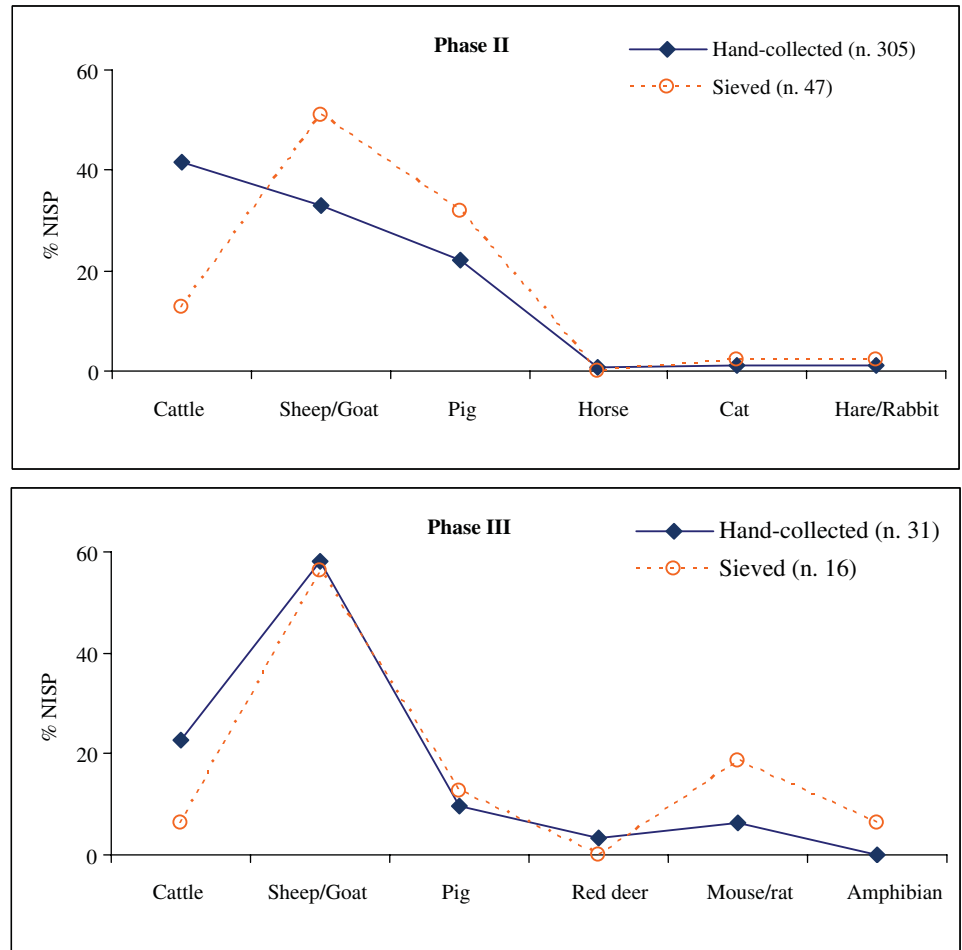 Phase II
Hand-collected (n. 305)
Sieved (n. 47)
60
40
20
0
% NISP
Cattle Sheep/Goat Pig Horse Cat Hare/Rabbit
Phase III
Hand-collected (n. 31)
Sieved (n. 16)
60
40
20
0
% NISP
Cattle Sheep/Goat Pig Red deer Mouse/rat Amphibian